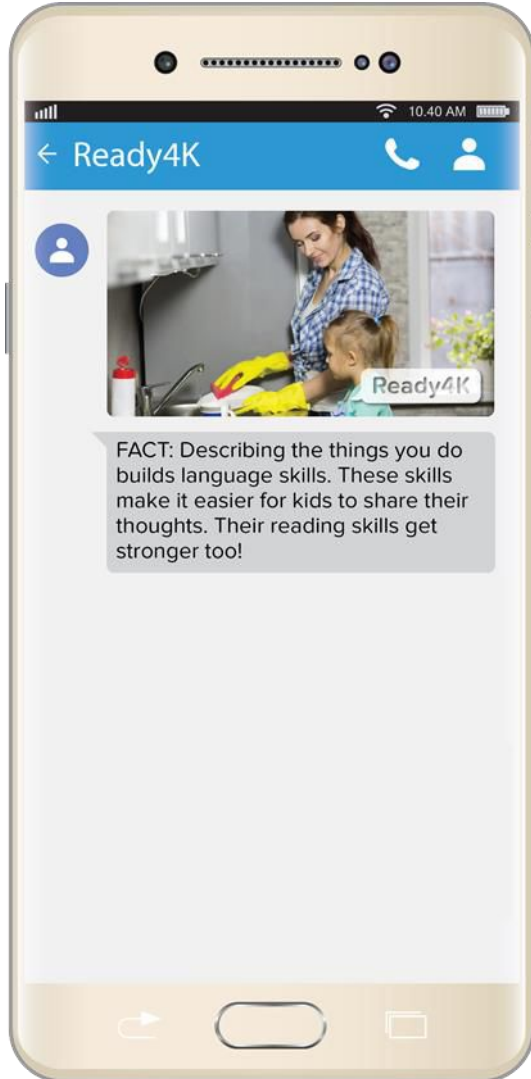 10.40 AM
Ready4K
Ready4K
FACT: Describing the things you do
builds language skills. These skills
make it easier for kids to share their
thoughts. Their reading skills get
stronger too!